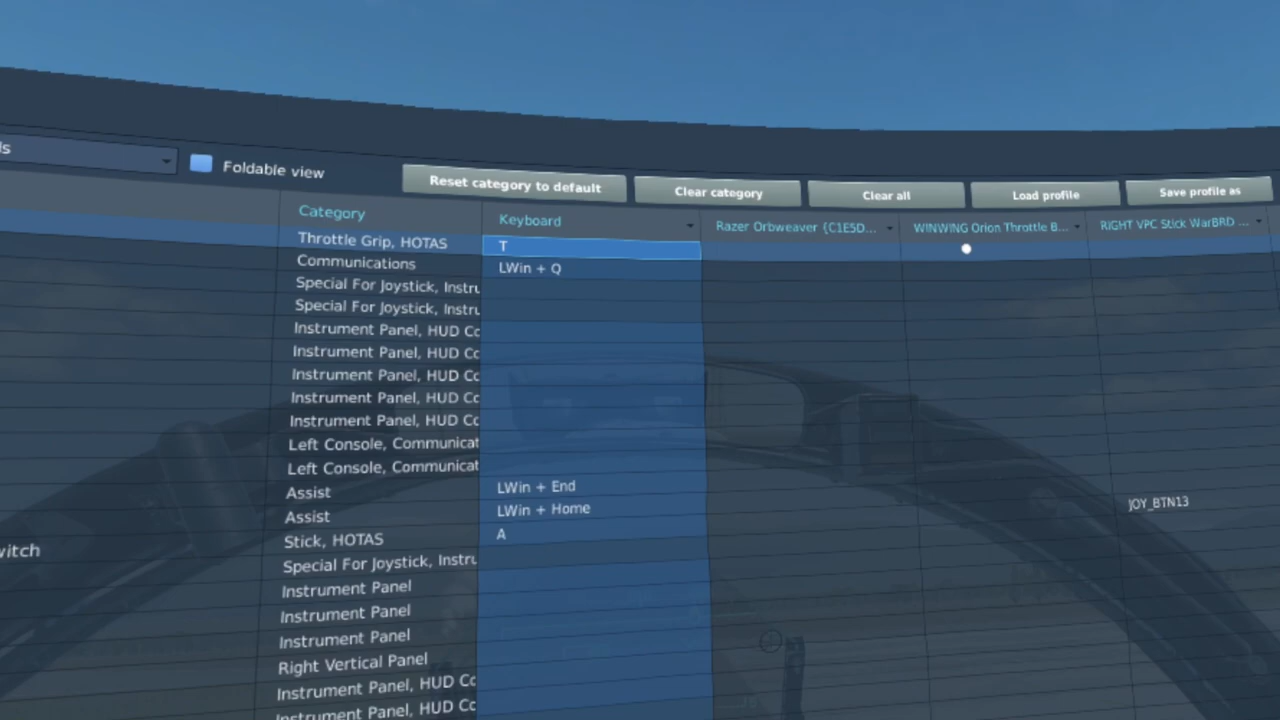 ls
Foldable view
Reset category to default
Clear category
Clear all
Load profile
Save profile as
Category
Keyboard
Razer Orbweaver {C1E5D...
WINWING Orion Throttle B...
RIGHT VPC Stick WarBRD ...
Throttle Grip, HOTAS T
Communications LWin + Q
Special For Joystick, Instru
Special For Joystick, Instru
Instrument Panel, HUD Co
Instrument Panel, HUD Cc
Instrument Panel, HUD Cc
Instrument Panel, HUD Cc
Instrument Panel, HUD Cc
Left Console, Communicat
Left Console, Communicat
Assist LWin + End
Assist LWin + Home JOY_BTN13
Stick, HOTAS A
witch Special For Joystick, Instru
Instrument Panel
Instrument Panel
Instrument Panel
Right Vertical Panel
Instrument Panel, HUD Cc
Instrument Panel, HUD Cc